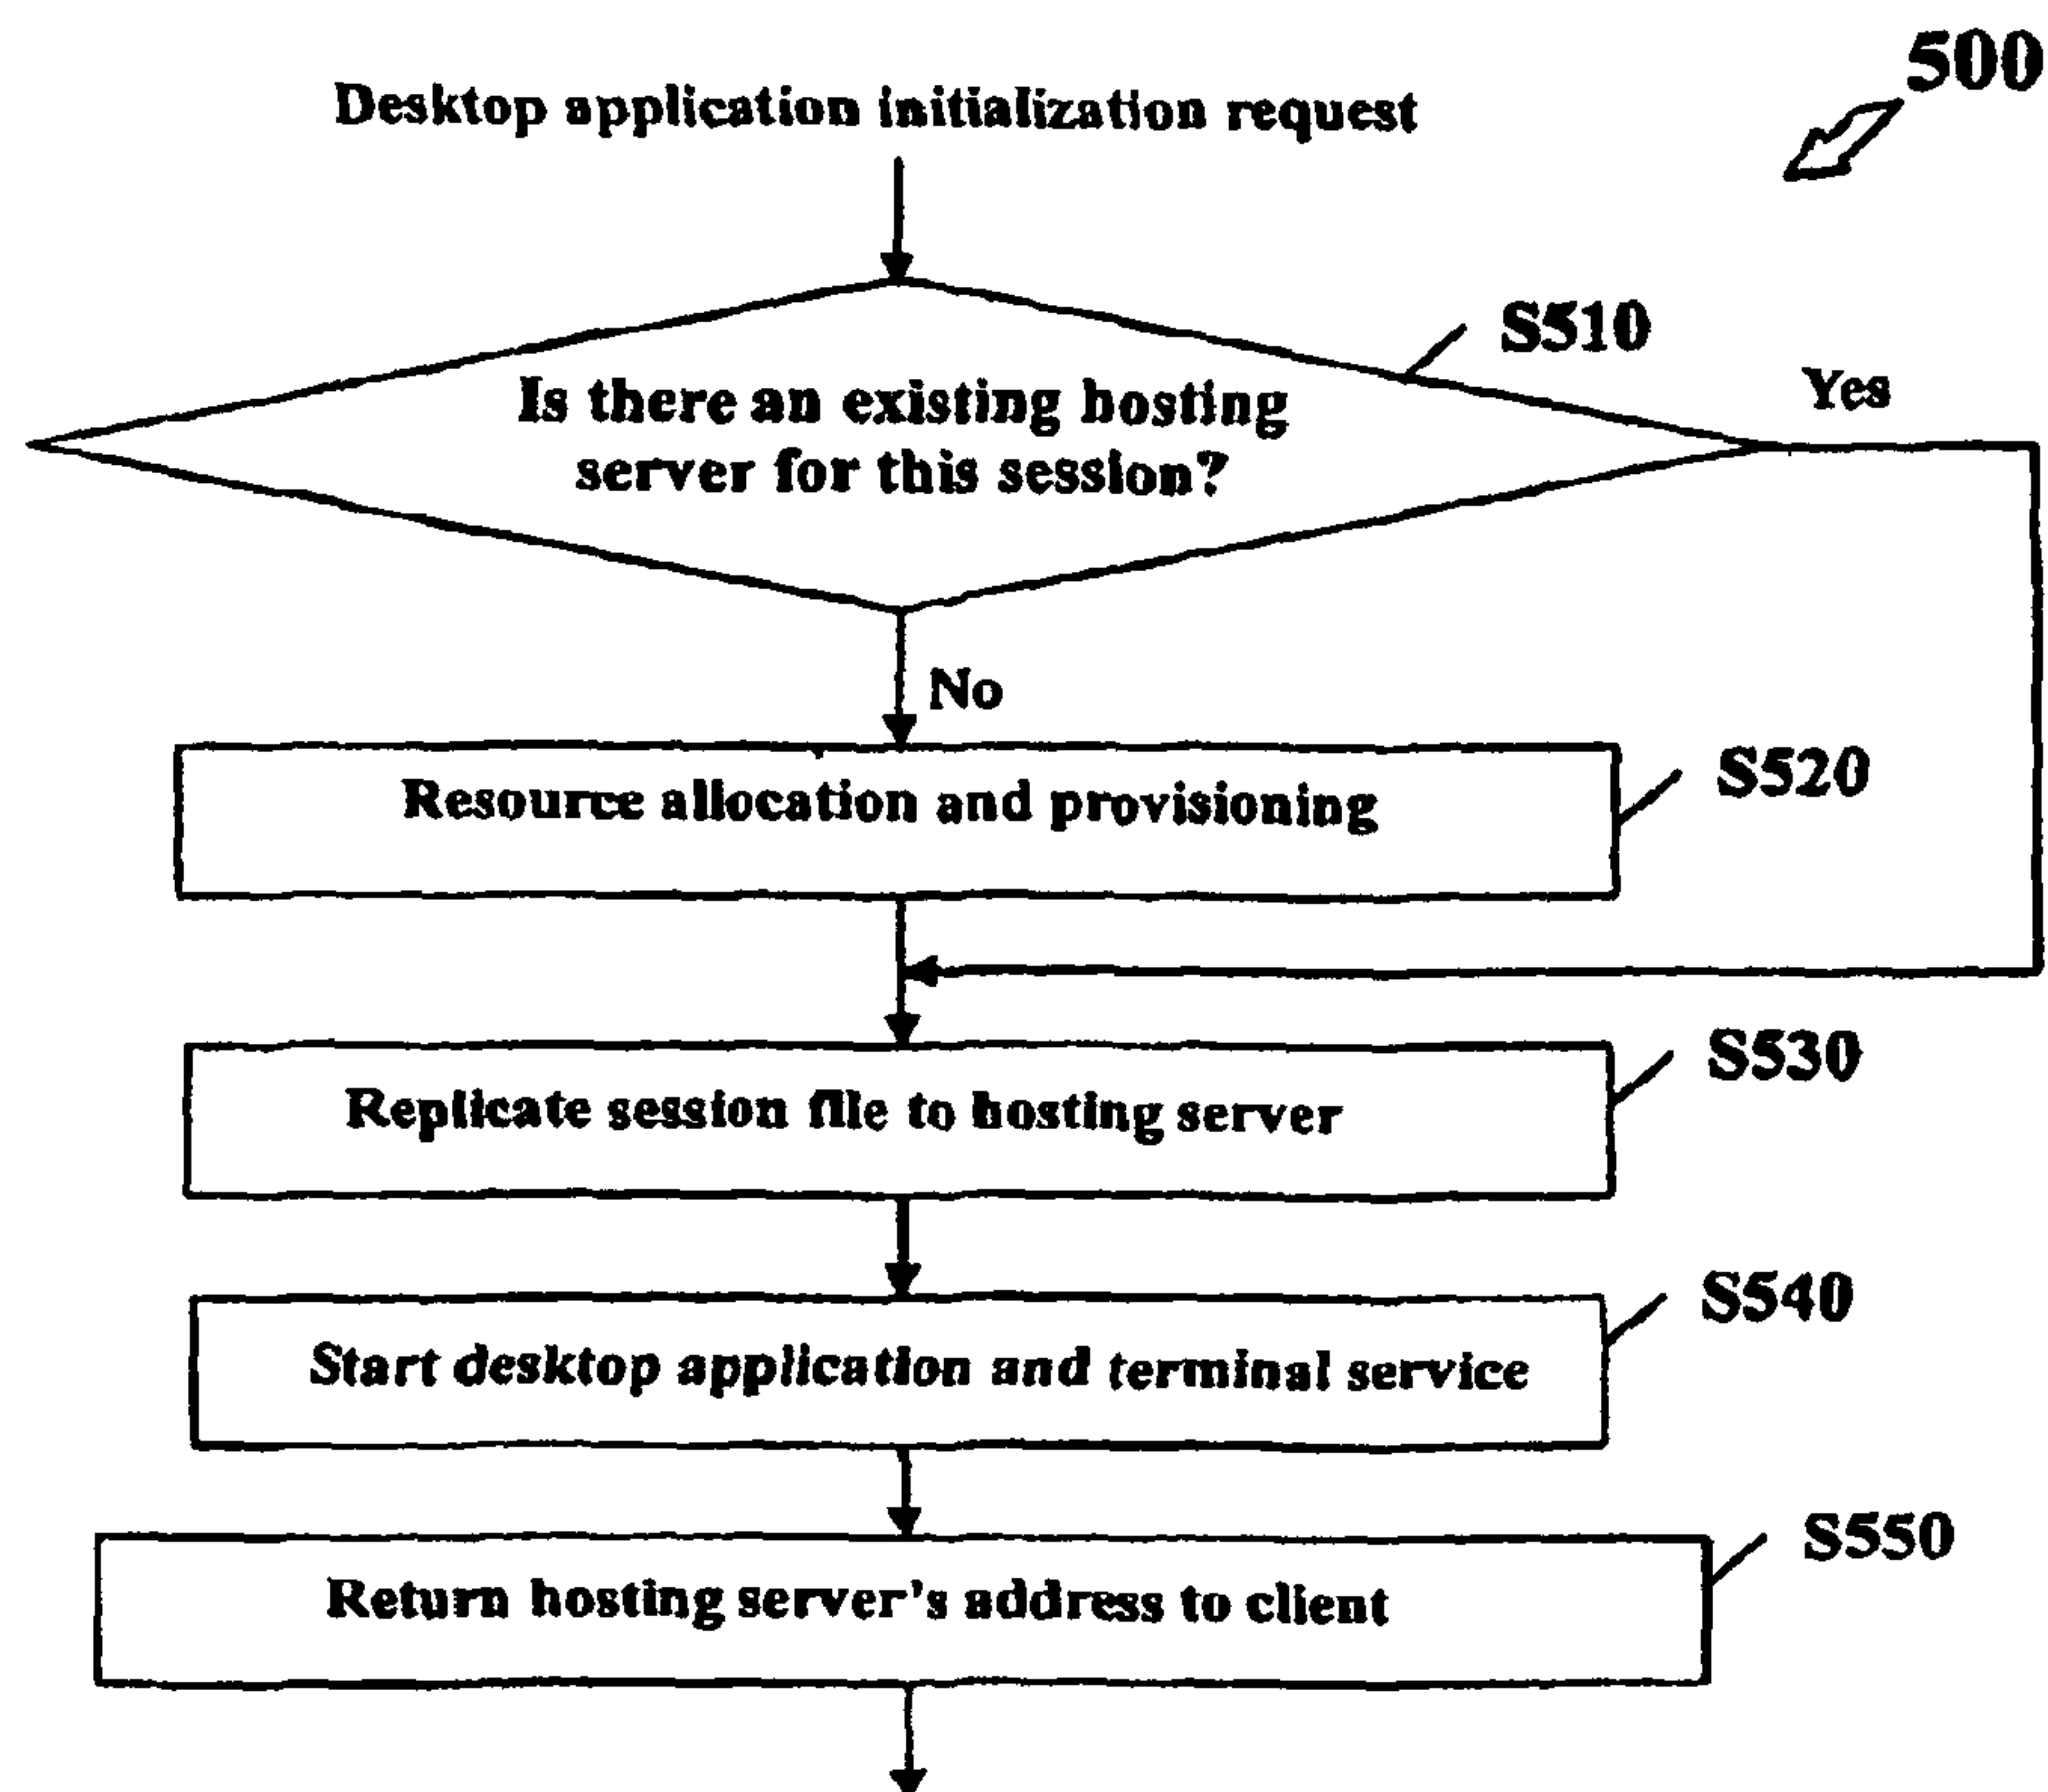 500
Desktop application initialization request
S510
Yes
Is there an existing hosting
server for this session?
No
Resource allocation and provisioning
S520
Replicate session file to hosting server
S530
Start desktop application and terminal service
S540
Return hosting server's address to client
S550